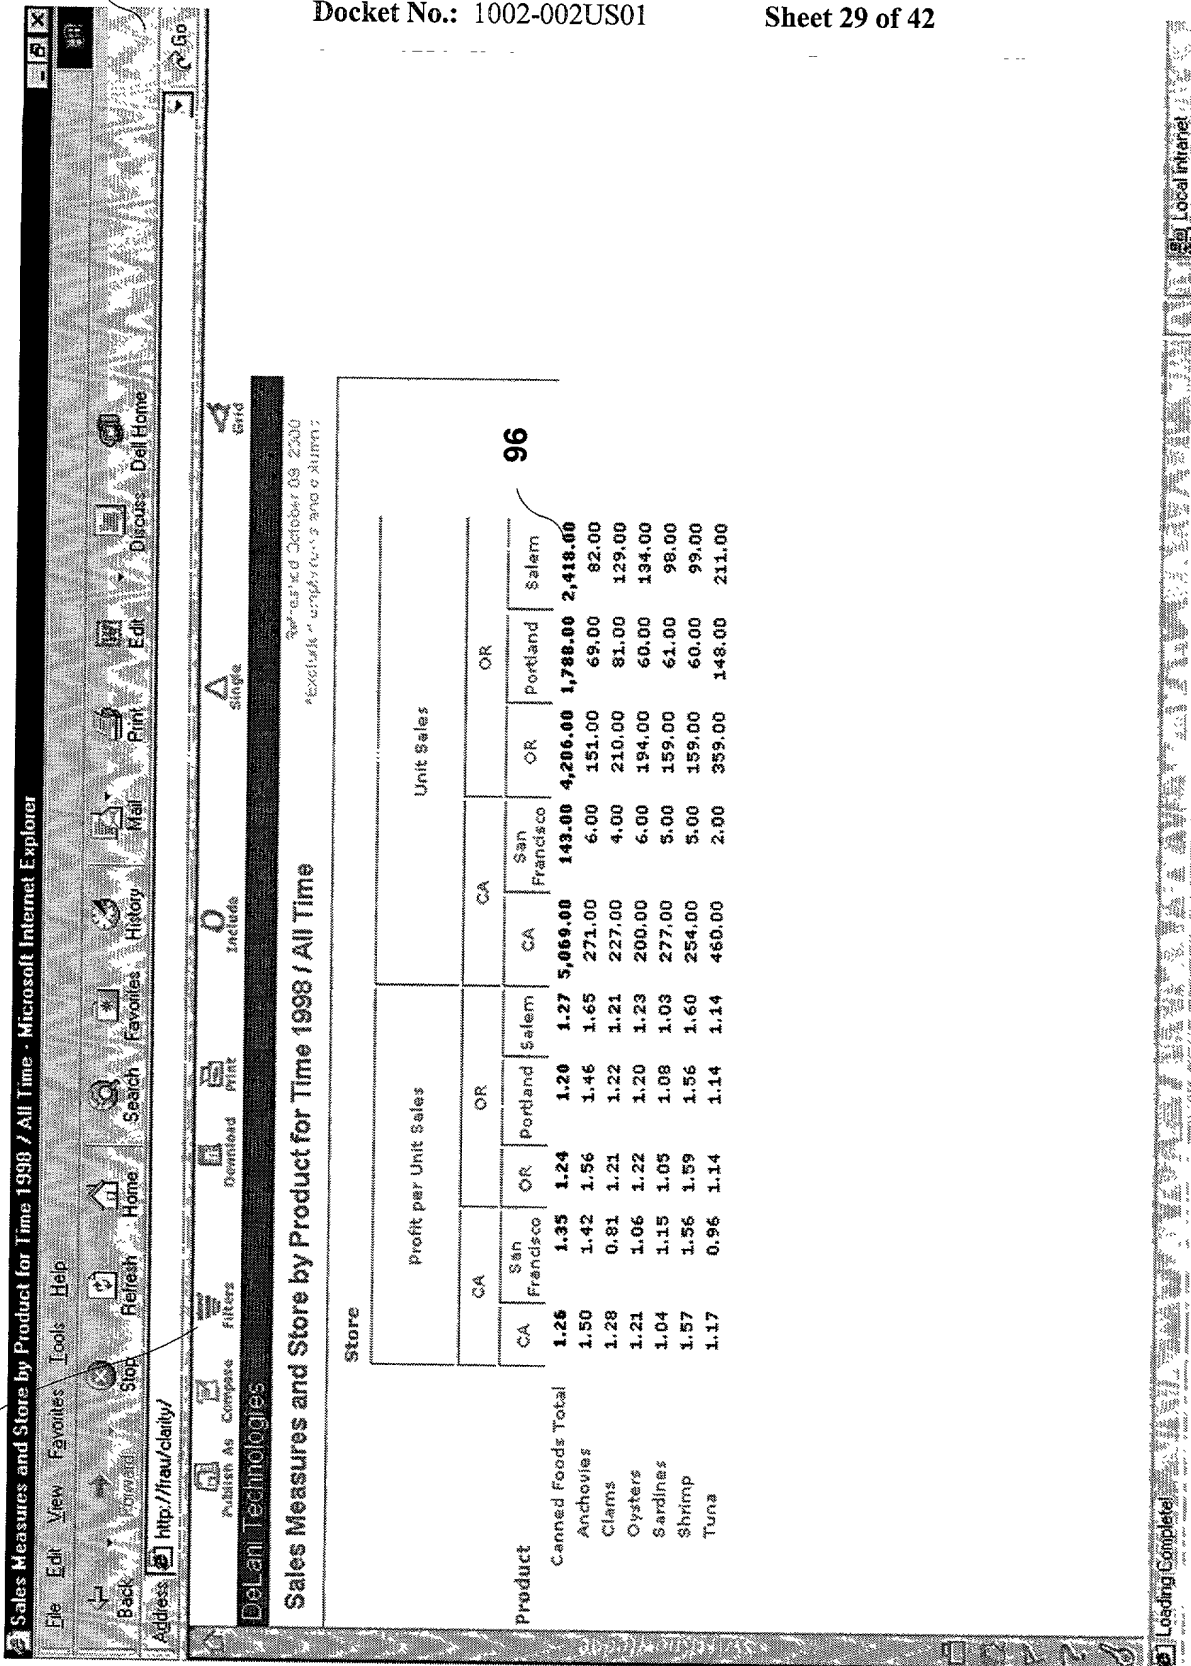 Docket No.: 1002-002US01 Sheet 29 of 42
Sales Measures and Store by Product for Time 1998 / All Time - Microsoft Internet Explorer
File Edit View Favorites Tools Help
Back Forward Stop Refresh Home Search Favorites History Mail Print Edit Discuss Dell Home
Address http://frau/clarity/ Go
Publish As Compose Filters Download Print Include Single Grid
DeLani Technologies
Sales Measures and Store by Product for Time 1998 / All Time
Refreshed October 09 2000
*Exclude empty rows and columns
Store
Profit per Unit Sales Unit Sales
CA OR CA OR
Product CA San Francisco OR Portland Salem CA San Francisco OR Portland Salem
96
Canned Foods Total 1.26 1.35 1.24 1.20 1.27 5,069.00 143.00 4,206.00 1,788.00 2,418.00
Anchovies 1.50 1.42 1.56 1.46 1.65 271.00 6.00 151.00 69.00 82.00
Clams 1.28 0.81 1.21 1.22 1.21 227.00 4.00 210.00 81.00 129.00
Oysters 1.21 1.06 1.22 1.20 1.23 200.00 6.00 194.00 60.00 134.00
Sardines 1.04 1.15 1.05 1.08 1.03 277.00 5.00 159.00 61.00 98.00
Shrimp 1.57 1.56 1.59 1.56 1.60 254.00 5.00 159.00 60.00 99.00
Tuna 1.17 0.96 1.14 1.14 1.14 460.00 2.00 359.00 148.00 211.00
Loading Complete! Local intranet